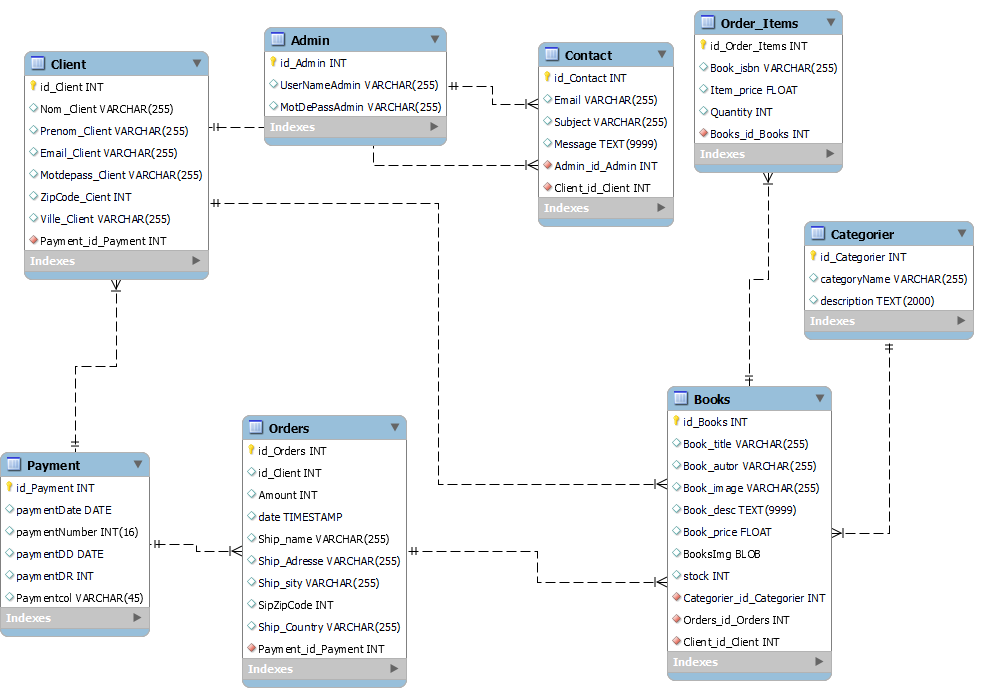 Client
id_Client INT
Nom_Client VARCHAR(255)
Prenom_Client VARCHAR(255)
Email_Client VARCHAR(255)
Motdepass_Client VARCHAR(255)
ZipCode_Cient INT
Ville_Client VARCHAR(255)
Payment_id_Payment INT
Indexes
Admin
id_Admin INT
UserNameAdmin VARCHAR(255)
MotDePassAdmin VARCHAR(255)
Indexes
Contact
id_Contact INT
Email VARCHAR(255)
Subject VARCHAR(255)
Message TEXT(9999)
Admin_id_Admin INT
Client_id_Client INT
Indexes
Order_Items
id_Order_Items INT
Book_isbn VARCHAR(255)
Item_price FLOAT
Quantity INT
Books_id_Books INT
Indexes
Categorier
id_Categorier INT
categoryName VARCHAR(255)
description TEXT(2000)
Indexes
Payment
id_Payment INT
paymentDate DATE
paymentNumber INT(16)
paymentDD DATE
paymentDR INT
Paymentcol VARCHAR(45)
Indexes
Orders
id_Orders INT
id_Client INT
Amount INT
date TIMESTAMP
Ship_name VARCHAR(255)
Ship_Adresse VARCHAR(255)
Ship_sity VARCHAR(255)
SipZipCode INT
Ship_Country VARCHAR(255)
Payment_id_Payment INT
Indexes
Books
id_Books INT
Book_title VARCHAR(255)
Book_autor VARCHAR(255)
Book_image VARCHAR(255)
Book_desc TEXT(9999)
Book_price FLOAT
BooksImg BLOB
stock INT
Categorier_id_Categorier INT
Orders_id_Orders INT
Client_id_Client INT
Indexes